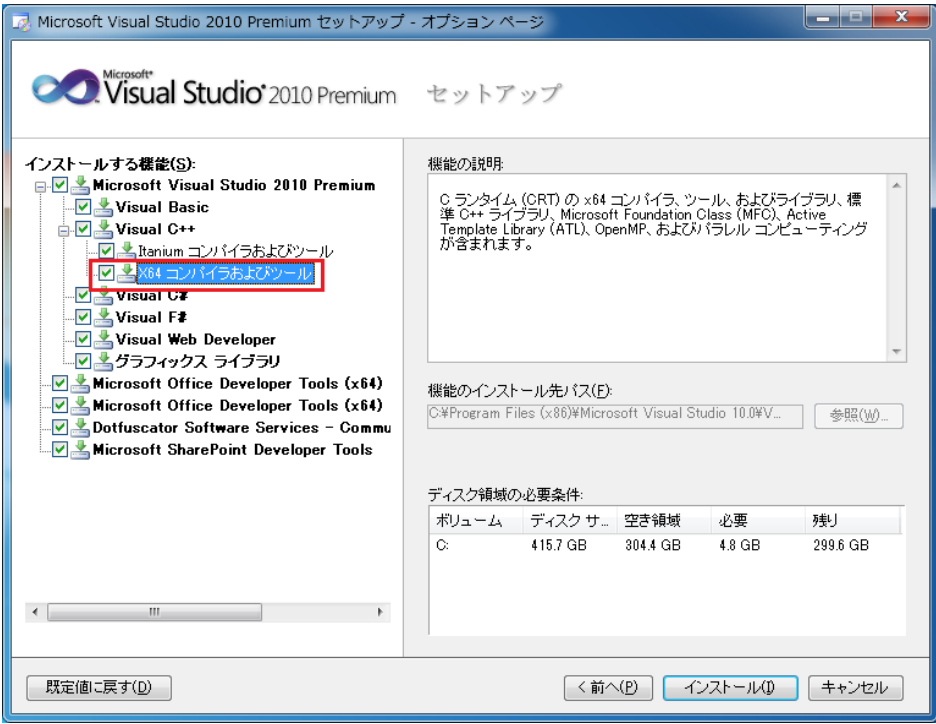 Microsoft Visual Studio 2010 Premium セットアップ - オプション ページ
Microsoft®
Visual Studio® 2010 Premium セットアップ
インストールする機能(S):
Microsoft Visual Studio 2010 Premium
Visual Basic
Visual C++
Itanium コンパイラおよびツール
X64 コンパイラおよびツール
Visual C#
Visual F#
Visual Web Developer
グラフィックス ライブラリ
Microsoft Office Developer Tools (x64)
Microsoft Office Developer Tools (x64)
Dotfuscator Software Services - Commu
Microsoft SharePoint Developer Tools
機能の説明:
C ランタイム (CRT) の x64 コンパイラ、ツール、およびライブラリ、標
準 C++ ライブラリ、Microsoft Foundation Class (MFC)、Active
Template Library (ATL)、OpenMP、およびパラレル コンピューティング
が含まれます。
機能のインストール先パス(F):
C:¥Program Files (x86)¥Microsoft Visual Studio 10.0¥V...
参照(W)...
ディスク領域の必要条件:
ボリューム ディスク サ... 空き領域 必要 残り
C: 415.7 GB 304.4 GB 4.8 GB 299.6 GB
既定値に戻す(D)
< 前へ(P)
インストール(I)
キャンセル